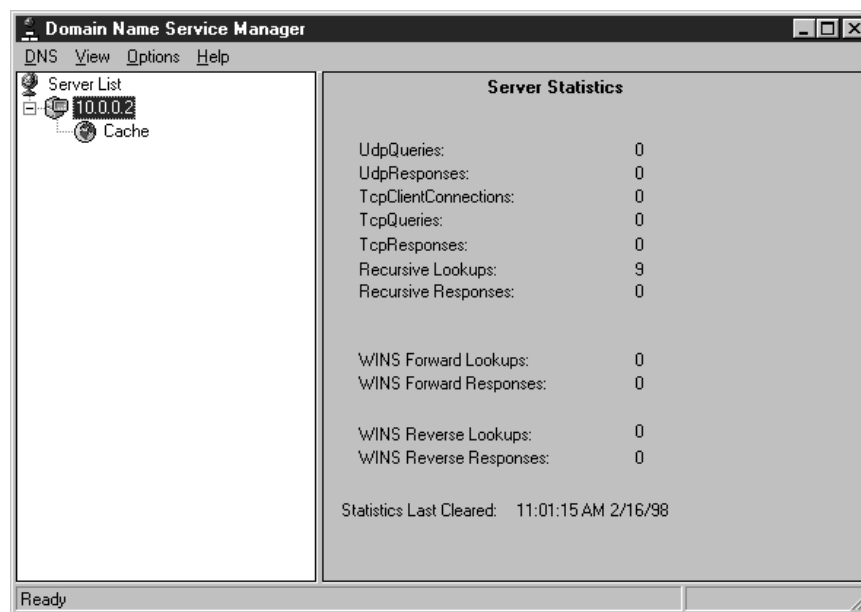 Domain Name Service Manager
DNS View Options Help
Server List
10.0.0.2
Cache
Server Statistics
UdpQueries: 0
UdpResponses: 0
TcpClientConnections: 0
TcpQueries: 0
TcpResponses: 0
Recursive Lookups: 9
Recursive Responses: 0
WINS Forward Lookups: 0
WINS Forward Responses: 0
WINS Reverse Lookups: 0
WINS Reverse Responses: 0
Statistics Last Cleared: 11:01:15 AM 2/16/98
Ready